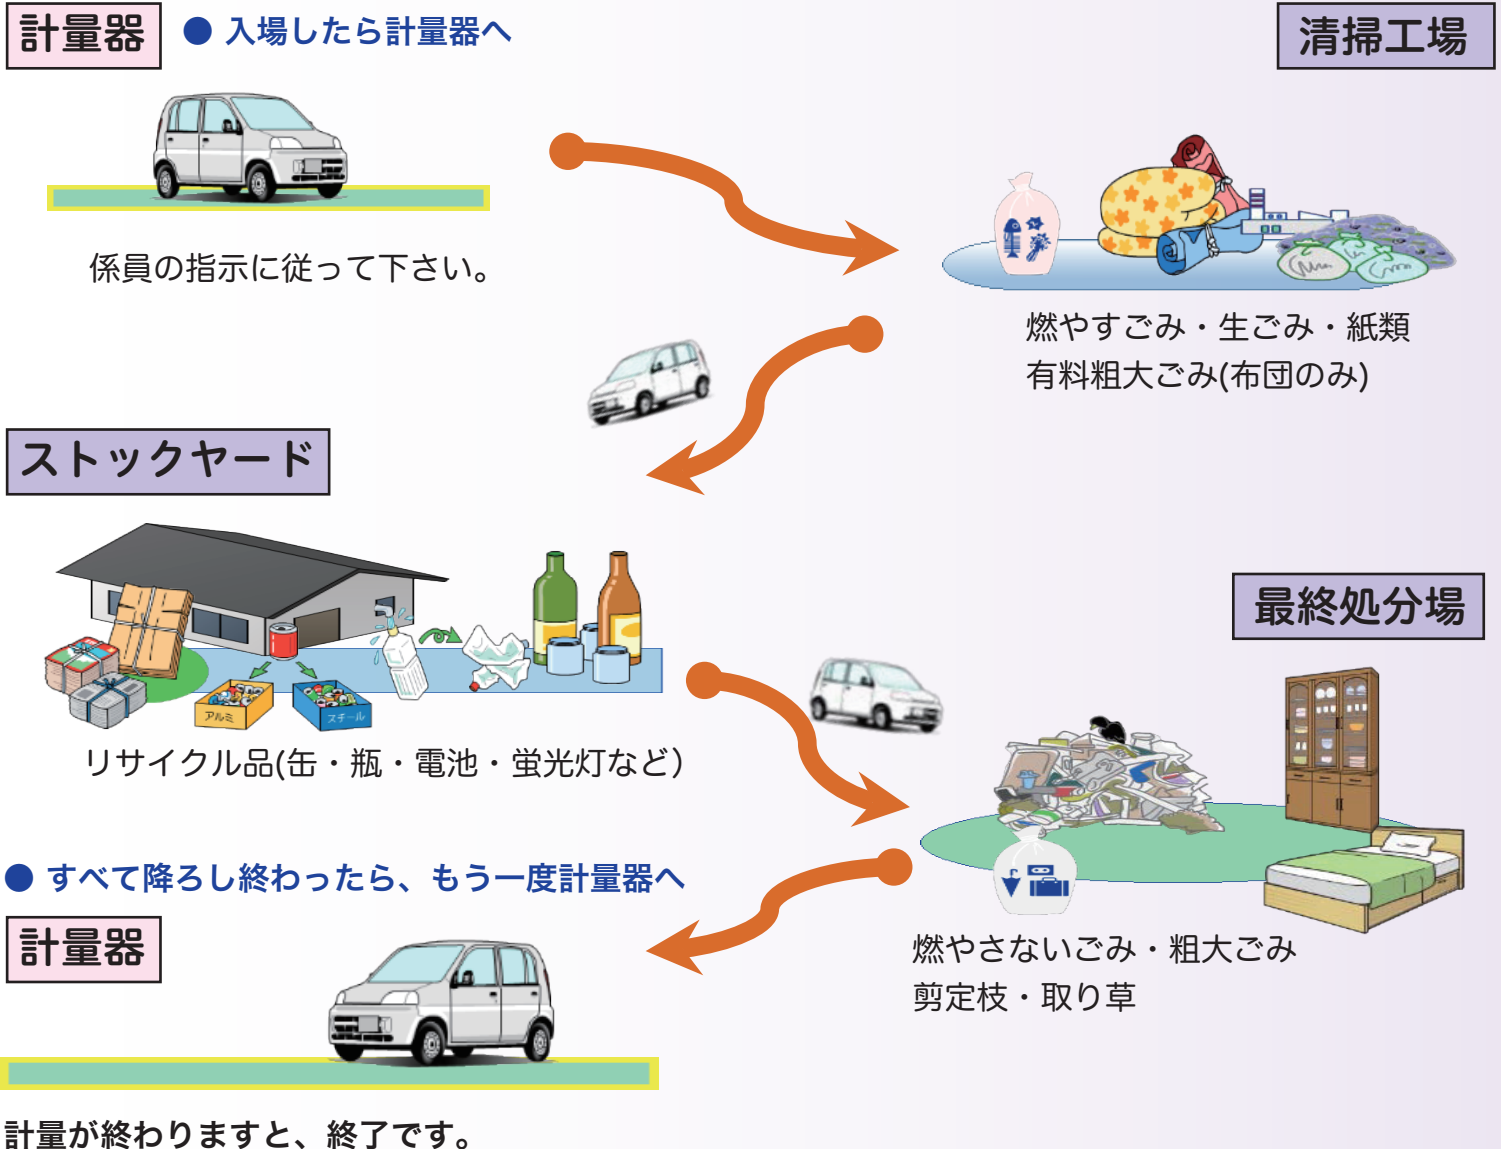 計量器
● 入場したら計量器へ
清掃工場
係員の指示に従って下さい。
燃やすごみ・生ごみ・紙類
有料粗大ごみ(布団のみ)
ストックヤード
アルミ
スチール
リサイクル品(缶・瓶・電池・蛍光灯など)
最終処分場
燃やさないごみ・粗大ごみ
剪定枝・取り草
● すべて降ろし終わったら、もう一度計量器へ
計量器
計量が終わりますと、終了です。